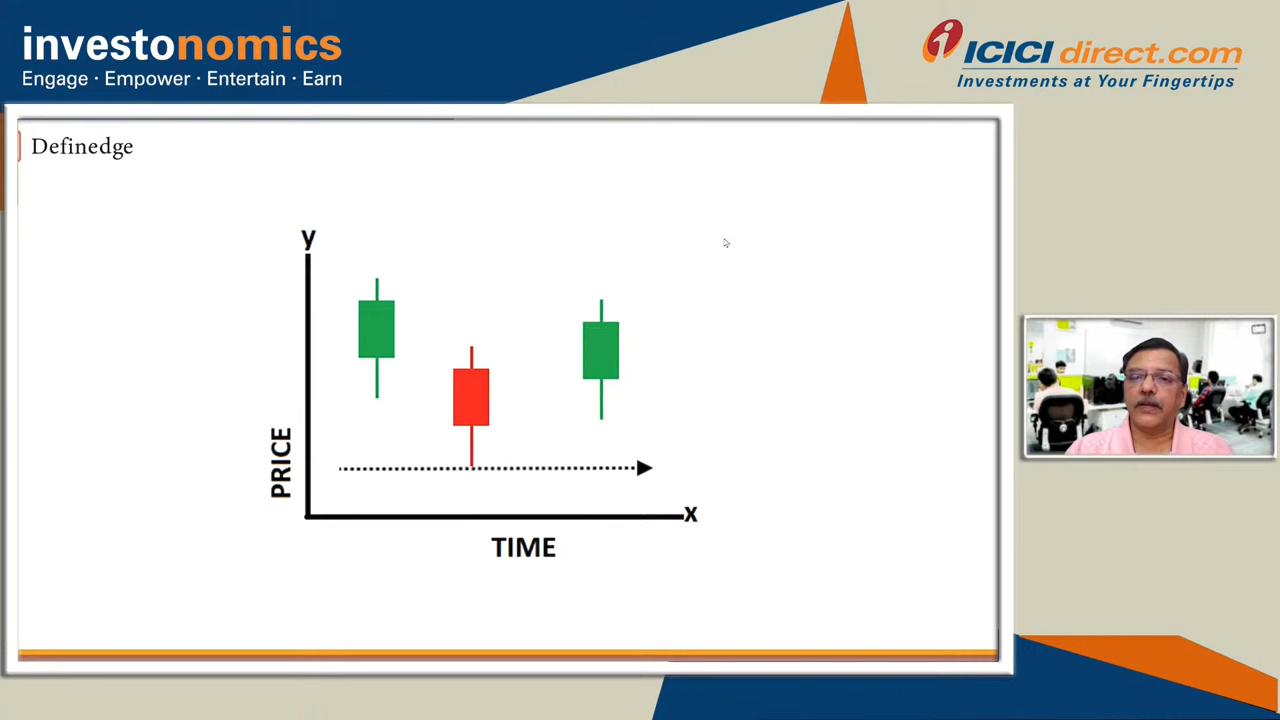 investonomics
Engage · Empower · Entertain · Earn
ICICI direct.com
Investments at Your Fingertips
Definedge
y
PRICE
x
TIME